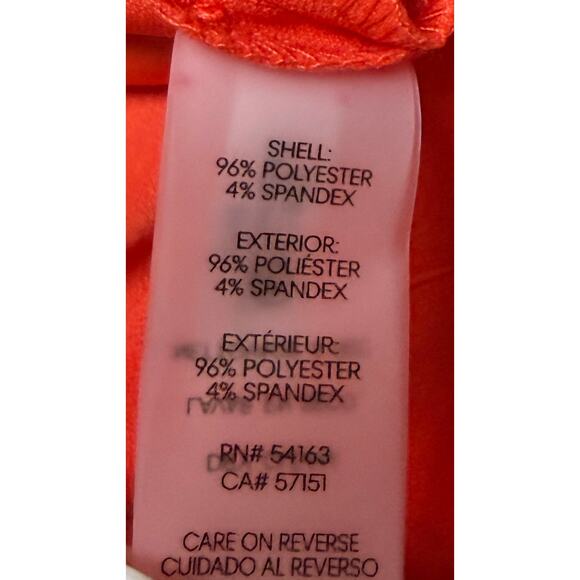 SHELL:
96% POLYESTER
4% SPANDEX
EXTERIOR:
96% POLIÉSTER
4% SPANDEX
EXTÉRIEUR:
96% POLYESTER
4% SPANDEX
RN# 54163
CA# 57151
CARE ON REVERSE
CUIDADO AL REVERSO